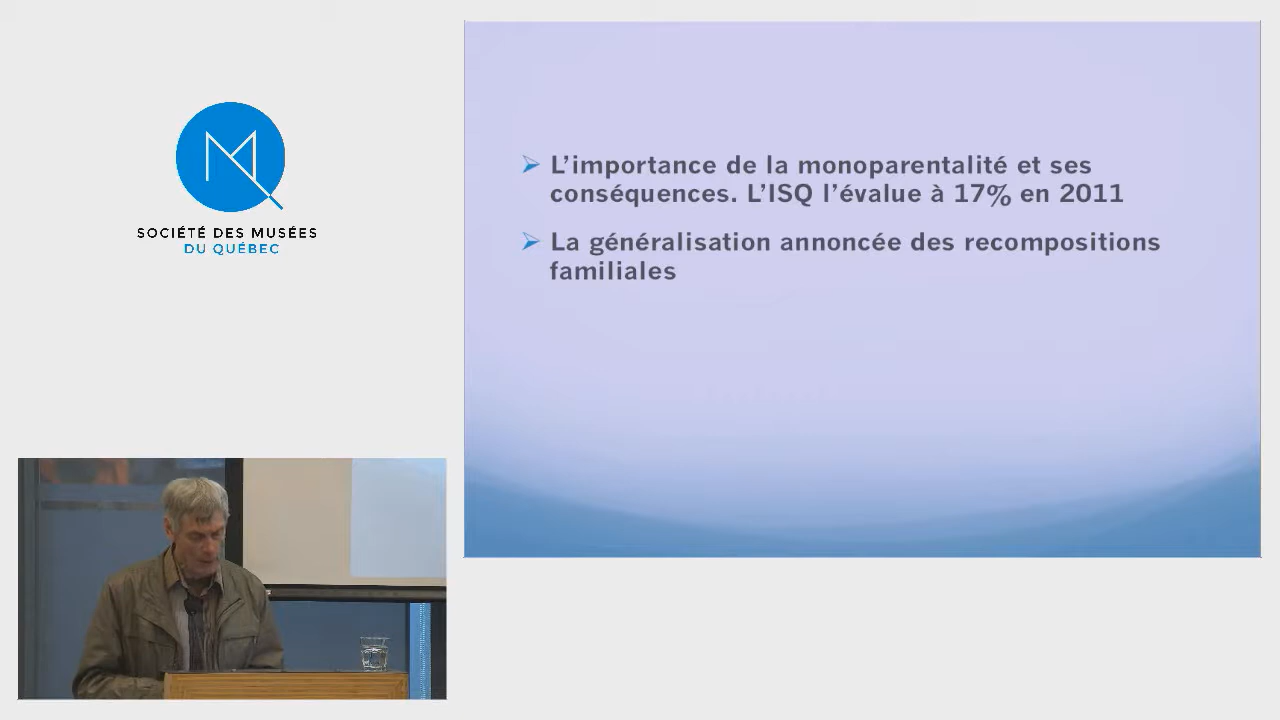 SOCIÉTÉ DES MUSÉES
DU QUÉBEC
L'importance de la monoparentalité et ses
conséquences. L'ISQ l'évalue à 17% en 2011
La généralisation annoncée des recompositions
familiales